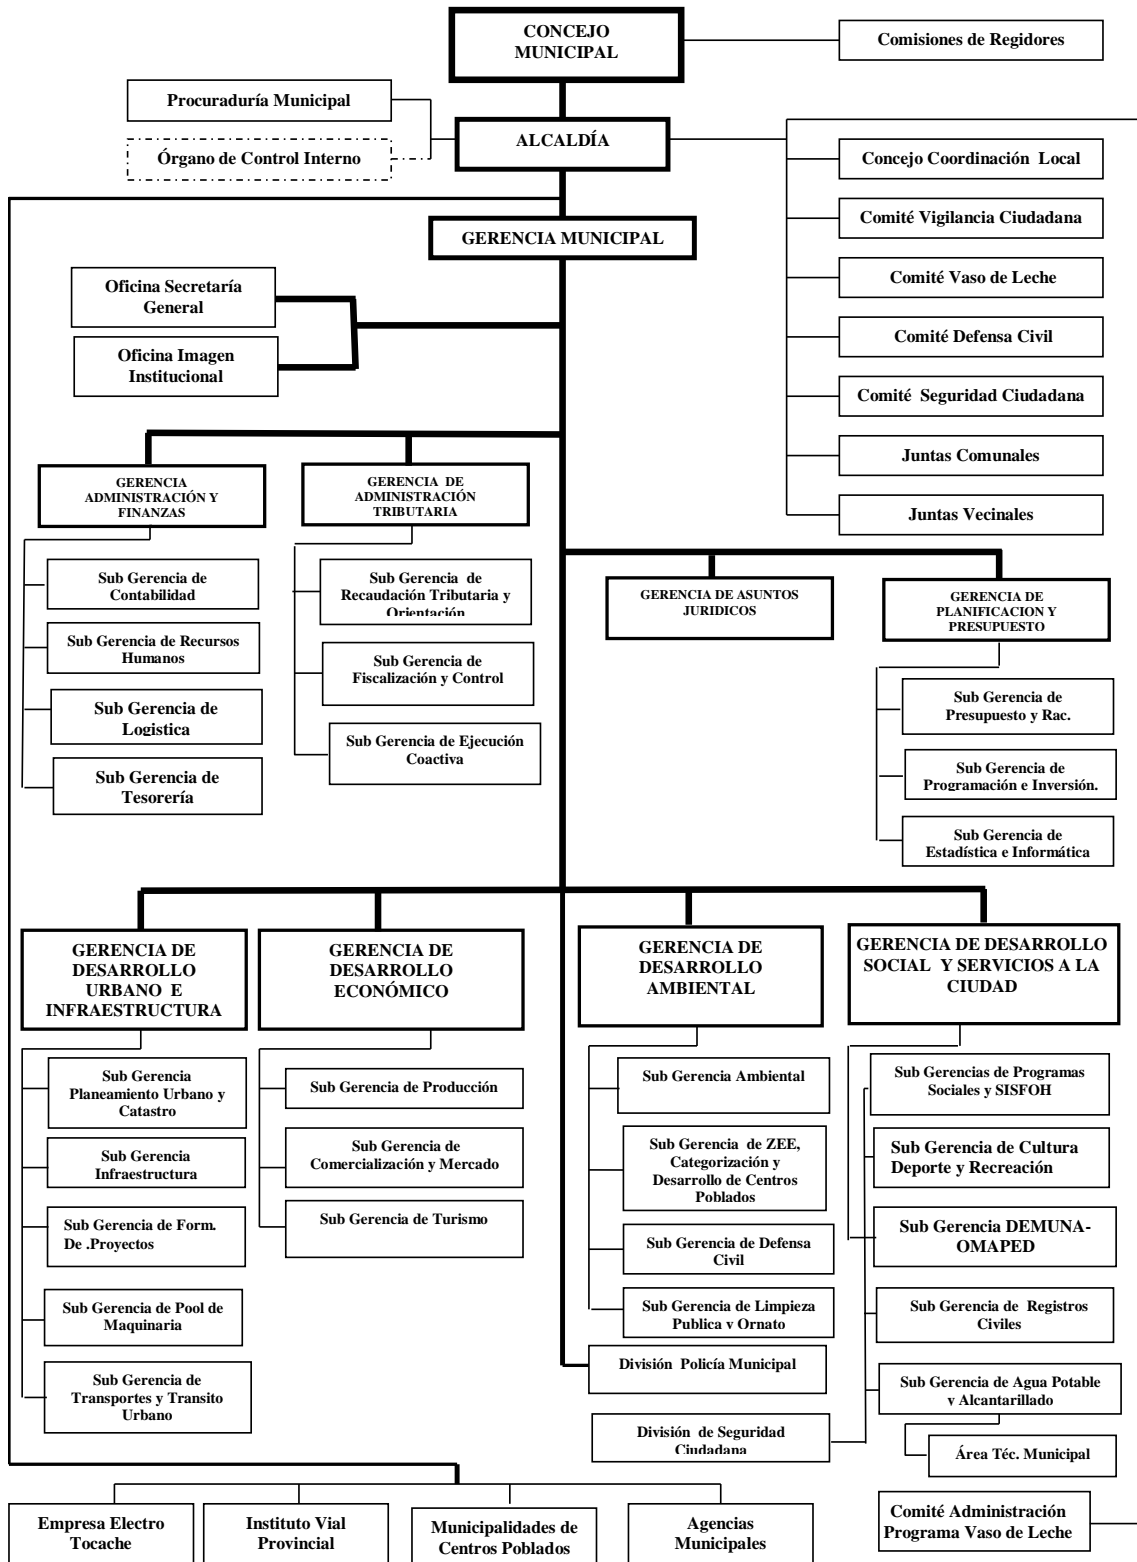 CONCEJO
MUNICIPAL
Comisiones de Regidores
Procuraduría Municipal
ALCALDÍA
Órgano de Control Interno
Concejo Coordinación Local
Comité Vigilancia Ciudadana
GERENCIA MUNICIPAL
Comité Vaso de Leche
Oficina Secretaría
General
Comité Defensa Civil
Oficina Imagen
Institucional
Comité Seguridad Ciudadana
Juntas Comunales
Juntas Vecinales
GERENCIA
ADMINISTRACIÓN Y
FINANZAS
GERENCIA DE
ADMINISTRACIÓN
TRIBUTARIA
Sub Gerencia de
Contabilidad
Sub Gerencia de Recursos
Humanos
Sub Gerencia de
Logistica
Sub Gerencia de
Tesorería
Sub Gerencia de
Recaudación Tributaria y
Orientación
Sub Gerencia de
Fiscalización y Control
Sub Gerencia de Ejecución
Coactiva
GERENCIA DE ASUNTOS
JURIDICOS
GERENCIA DE
PLANIFICACION Y
PRESUPUESTO
Sub Gerencia de
Presupuesto y Rac.
Sub Gerencia de
Programación e Inversión.
Sub Gerencia de
Estadística e Informática
GERENCIA DE
DESARROLLO
URBANO E
INFRAESTRUCTURA
GERENCIA DE
DESARROLLO
ECONÓMICO
GERENCIA DE
DESARROLLO
AMBIENTAL
GERENCIA DE DESARROLLO
SOCIAL Y SERVICIOS A LA
CIUDAD
Sub Gerencia
Planeamiento Urbano y
Catastro
Sub Gerencia
Infraestructura
Sub Gerencia de Form.
De .Proyectos
Sub Gerencia de Pool de
Maquinaria
Sub Gerencia de
Transportes y Transito
Urbano
Sub Gerencia de Producción
Sub Gerencia de
Comercialización y Mercado
Sub Gerencia de Turismo
Sub Gerencia Ambiental
Sub Gerencia de ZEE,
Categorización y
Desarrollo de Centros
Poblados
Sub Gerencia de Defensa
Civil
Sub Gerencia de Limpieza
Publica y Ornato
División Policía Municipal
División de Seguridad
Ciudadana
Sub Gerencias de Programas
Sociales y SISFOH
Sub Gerencia de Cultura
Deporte y Recreación
Sub Gerencia DEMUNA-
OMAPED
Sub Gerencia de Registros
Civiles
Sub Gerencia de Agua Potable
y Alcantarillado
Área Téc. Municipal
Empresa Electro
Tocache
Instituto Vial
Provincial
Municipalidades de
Centros Poblados
Agencias
Municipales
Comité Administración
Programa Vaso de Leche